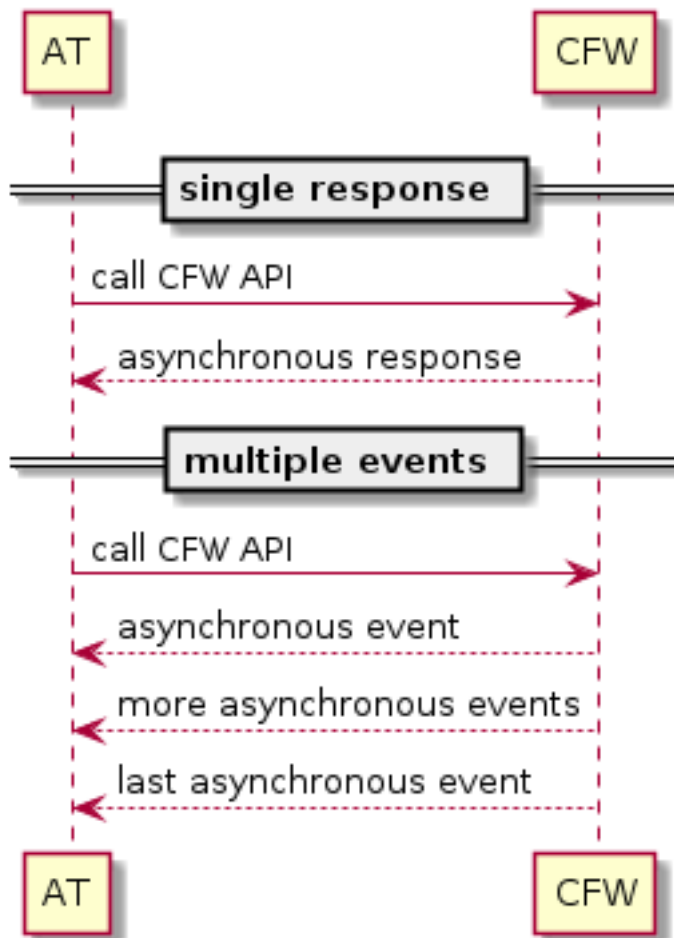 AT
CFW
single response
call CFW API
asynchronous response
multiple events
call CFW API
asynchronous event
more asynchronous events
last asynchronous event
AT
CFW